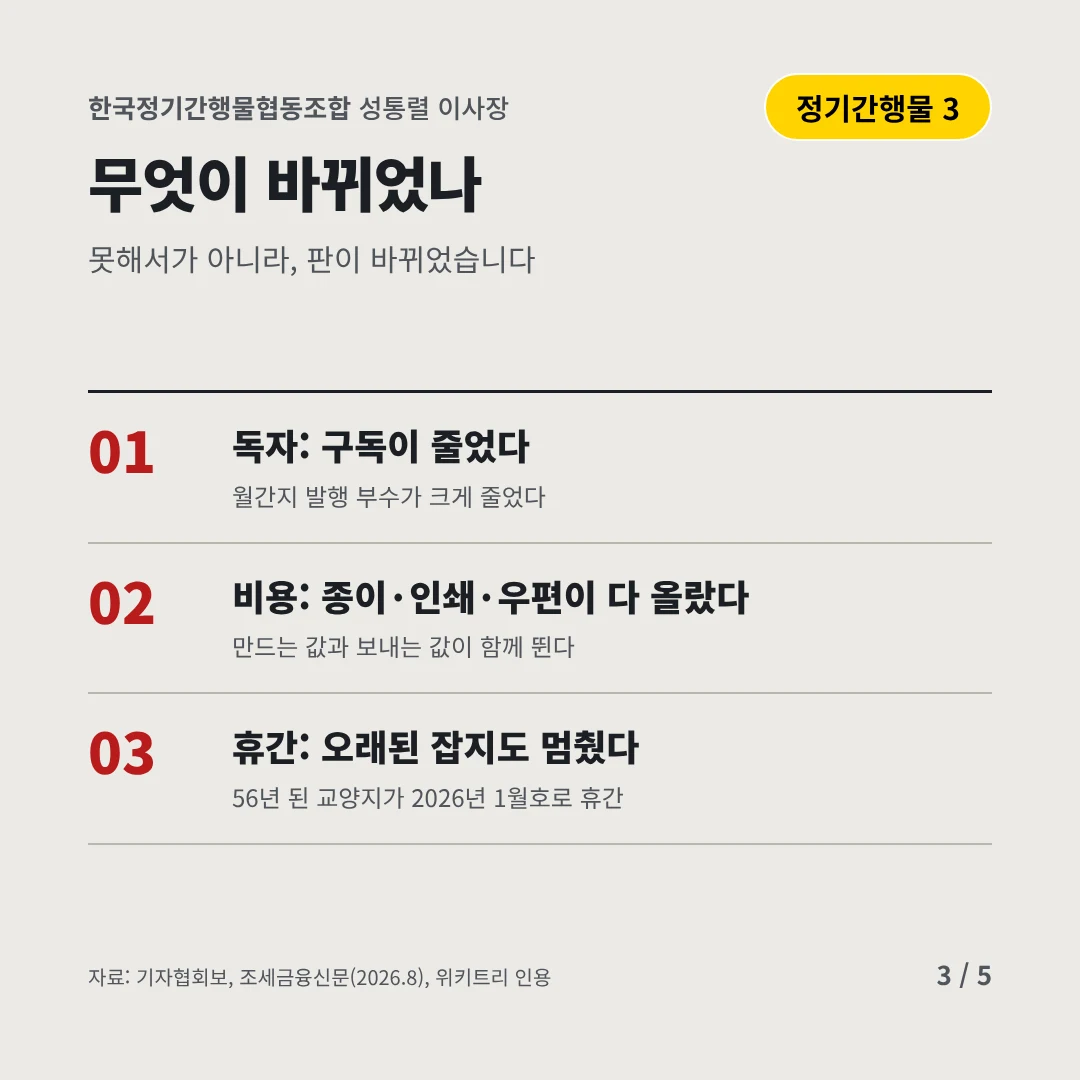 한국정기간행물협동조합 성통렬 이사장
정기간행물 3
무엇이 바뀌었나
못해서가 아니라, 판이 바뀌었습니다
01
독자: 구독이 줄었다
월간지 발행 부수가 크게 줄었다
02
비용: 종이·인쇄·우편이 다 올랐다
만드는 값과 보내는 값이 함께 뛴다
03
휴간: 오래된 잡지도 멈췄다
56년 된 교양지가 2026년 1월호로 휴간
자료: 기자협회보, 조세금융신문(2026.8), 위키트리 인용
3 / 5